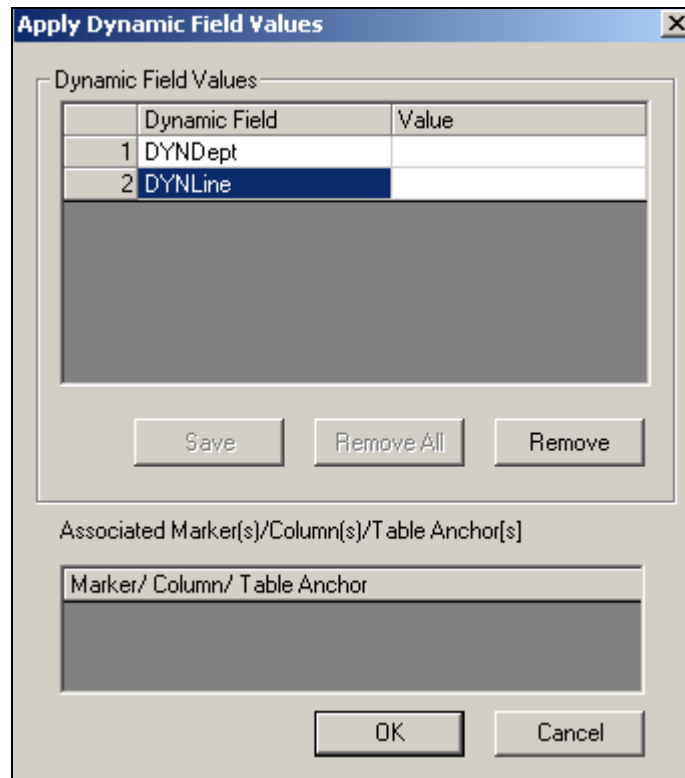 Apply Dynamic Field Values
Dynamic Field Values
Dynamic Field Value
1 DYNDept
2 DYNLine
Save Remove All Remove
Associated Marker(s)/Column(s)/Table Anchor[s]
Marker/ Column/ Table Anchor
OK Cancel